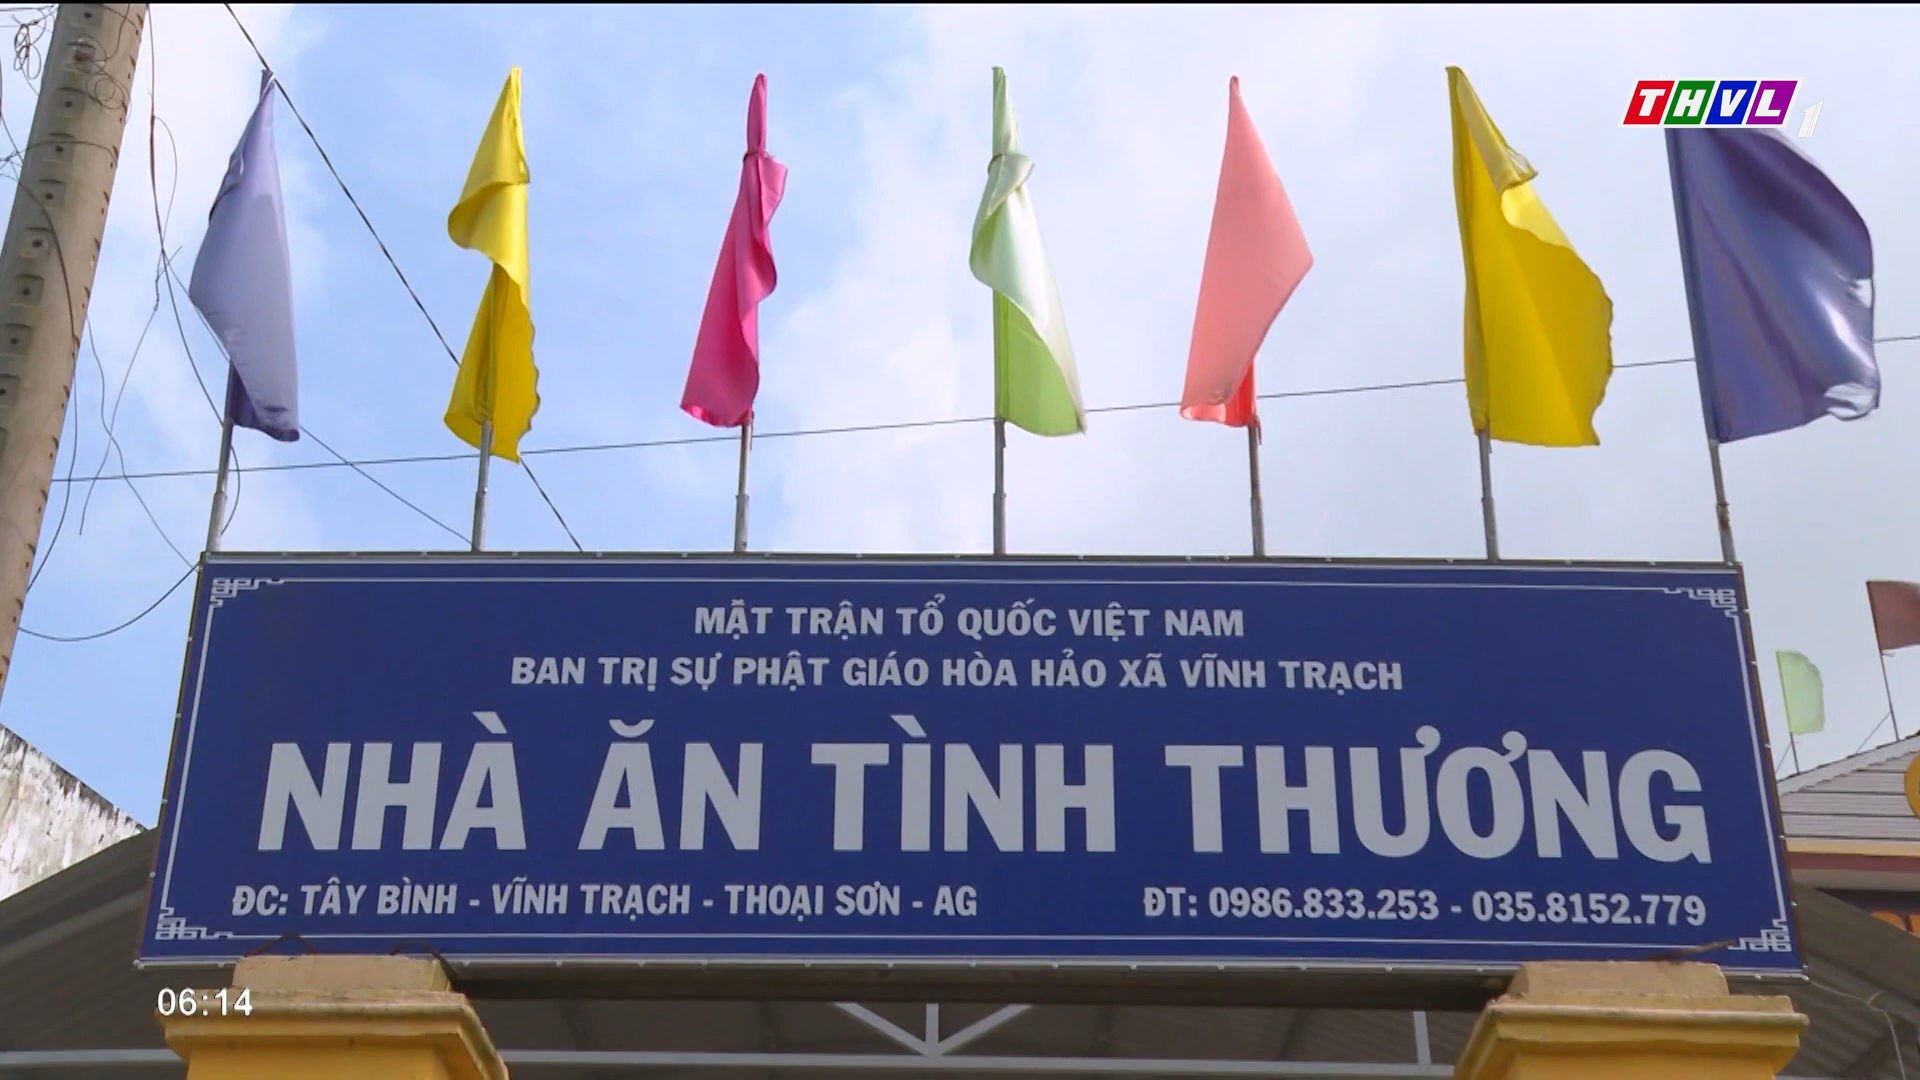 THVL1
MẶT TRẬN TỔ QUỐC VIỆT NAM
BAN TRỊ SỰ PHẬT GIÁO HÒA HẢO XÃ VĨNH TRẠCH
NHÀ ĂN TÌNH THƯƠNG
ĐC: TÂY BÌNH - VĨNH TRẠCH - THOẠI SƠN - AG
ĐT: 0986.833.253 - 035.8152.779
06:14